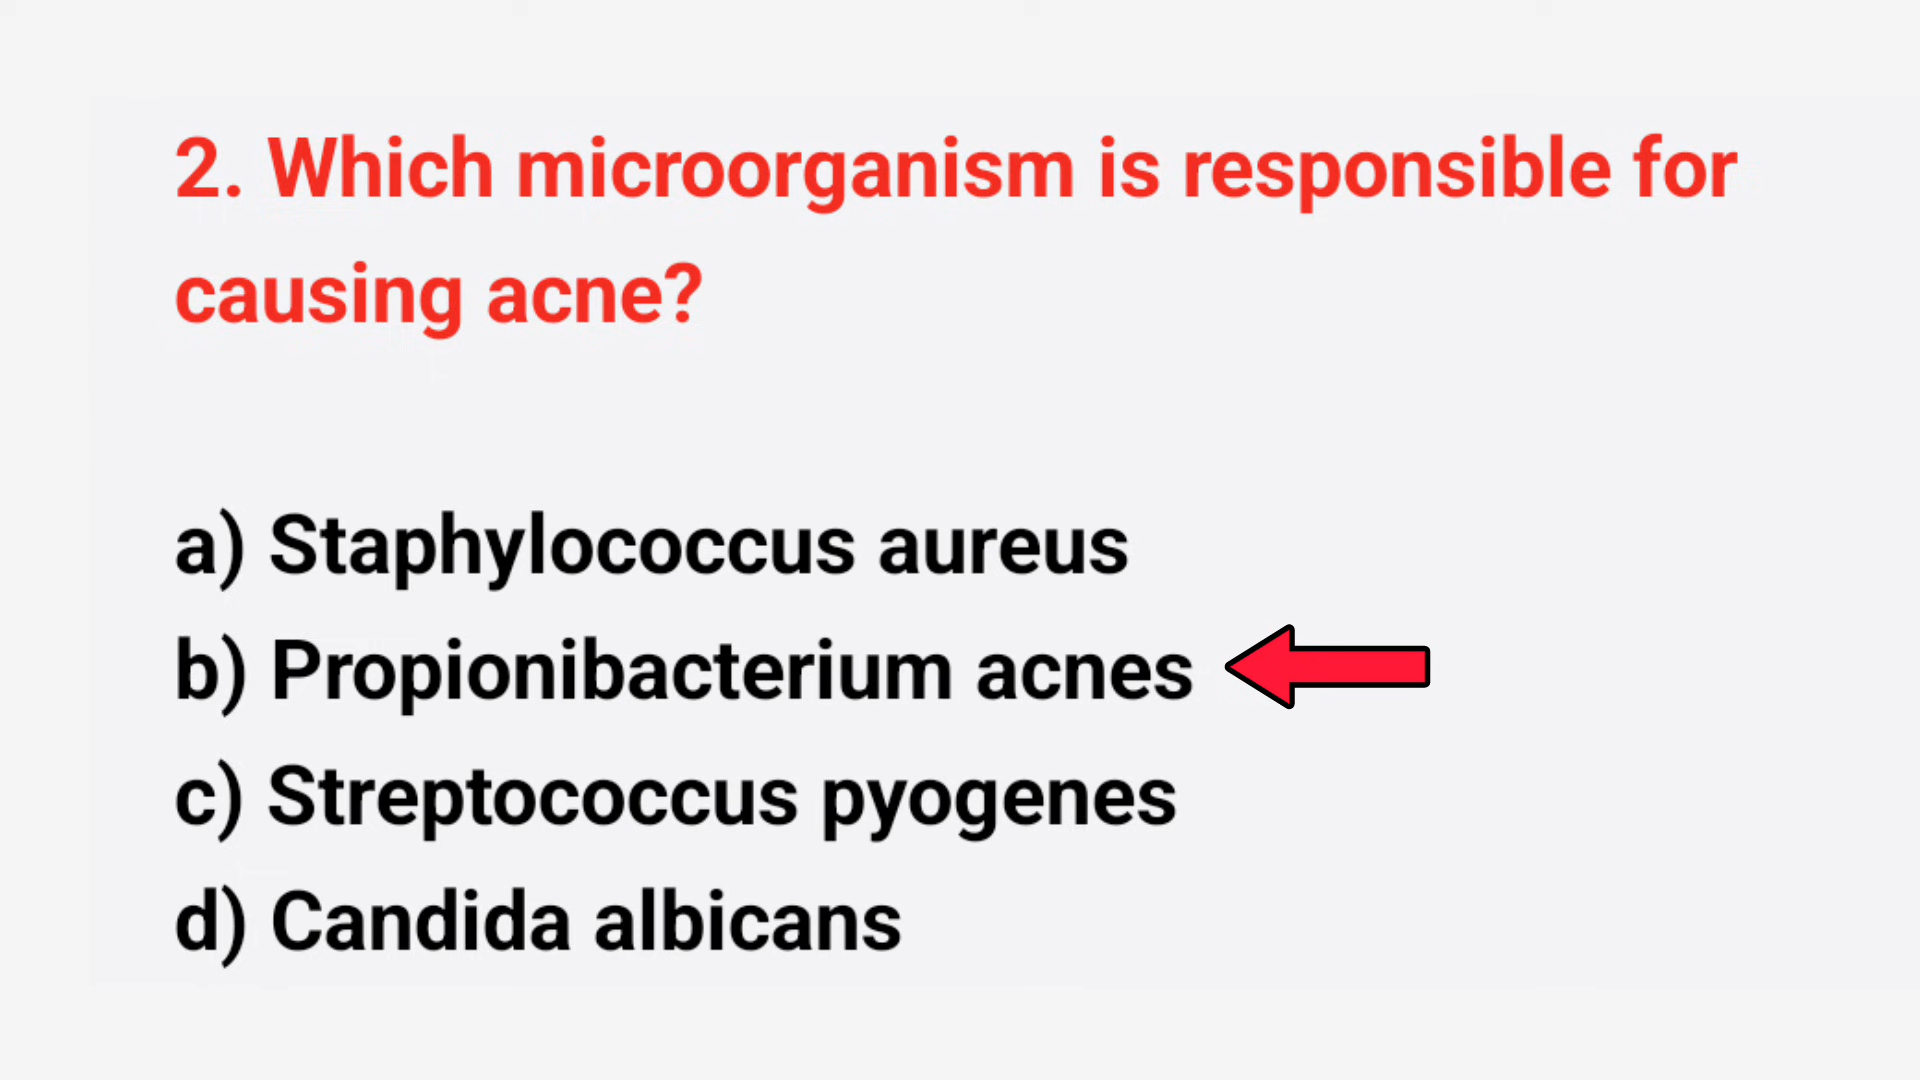 2. Which microorganism is responsible for
causing acne?
a) Staphylococcus aureus
b) Propionibacterium acnes
c) Streptococcus pyogenes
d) Candida albicans